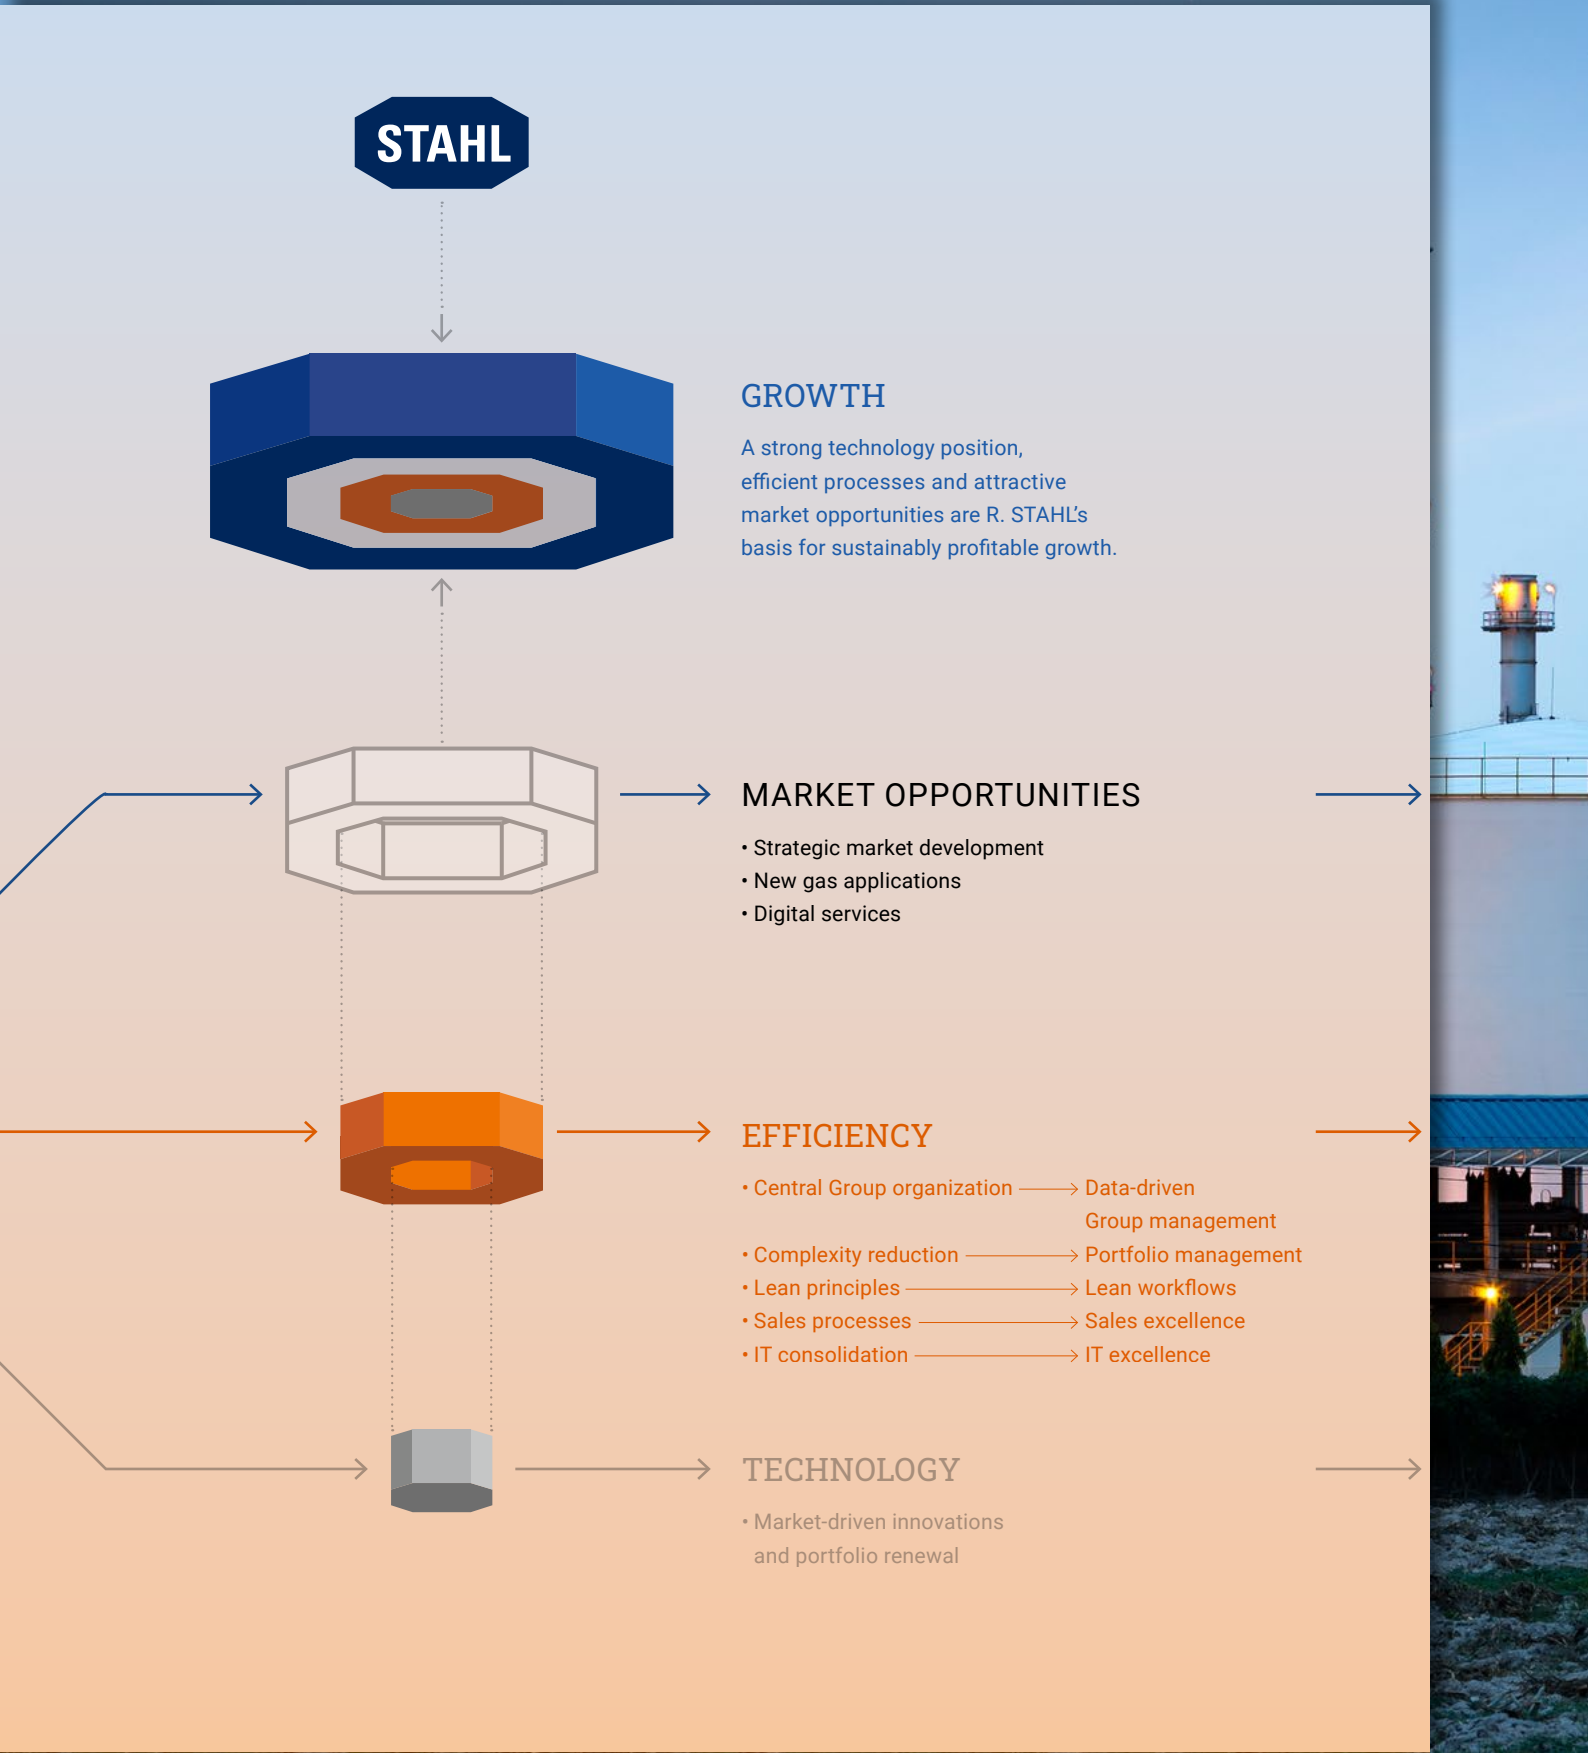 STAHL
GROWTH
A strong technology position,
efficient processes and attractive
market opportunities are R. STAHL’s
basis for sustainably profitable growth.
MARKET OPPORTUNITIES
• Strategic market development
• New gas applications
• Digital services
EFFICIENCY
• Central Group organization → Data-driven
Group management
• Complexity reduction → Portfolio management
• Lean principles → Lean workflows
• Sales processes → Sales excellence
• IT consolidation → IT excellence
TECHNOLOGY
• Market-driven innovations
and portfolio renewal